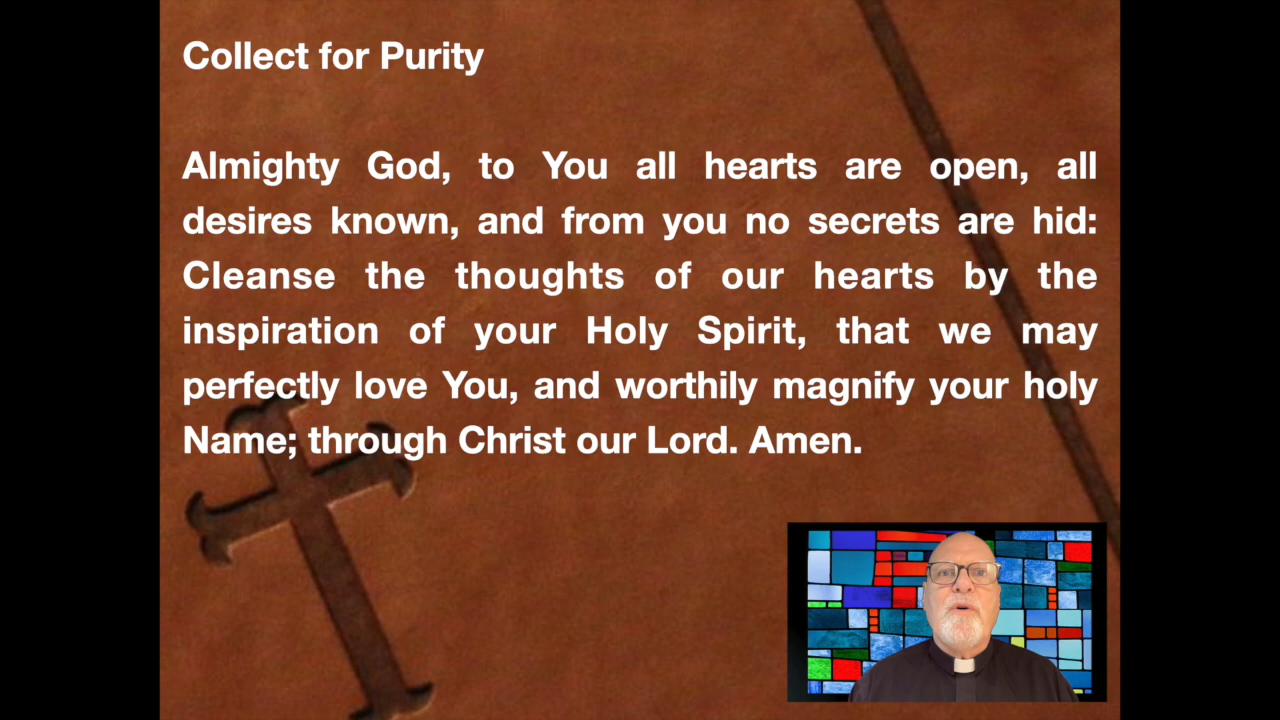 Collect for Purity
Almighty God, to You all hearts are open, all
desires known, and from you no secrets are hid:
Cleanse the thoughts of our hearts by the
inspiration of your Holy Spirit, that we may
perfectly love You, and worthily magnify your holy
Name; through Christ our Lord. Amen.